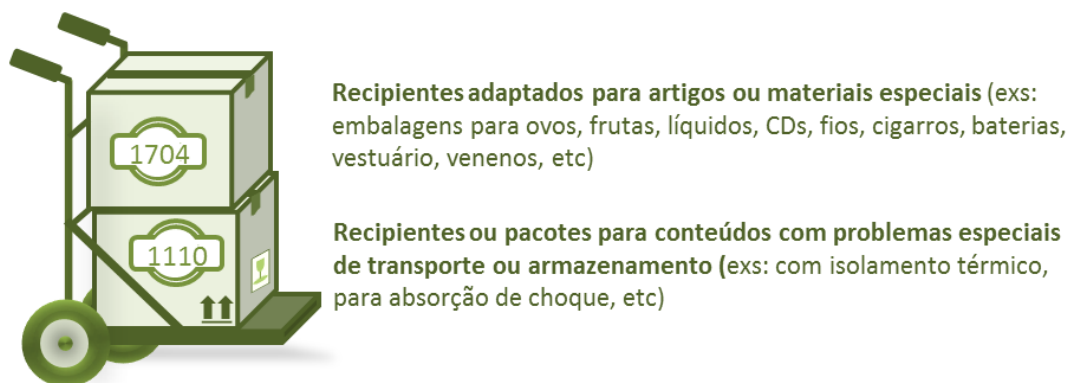 1704
Recipientes adaptados para artigos ou materiais especiais (exs:
embalagens para ovos, frutas, líquidos, CDs, fios, cigarros, baterias,
vestuário, venenos, etc)
1110
Recipientes ou pacotes para conteúdos com problemas especiais
de transporte ou armazenamento (exs: com isolamento térmico,
para absorção de choque, etc)